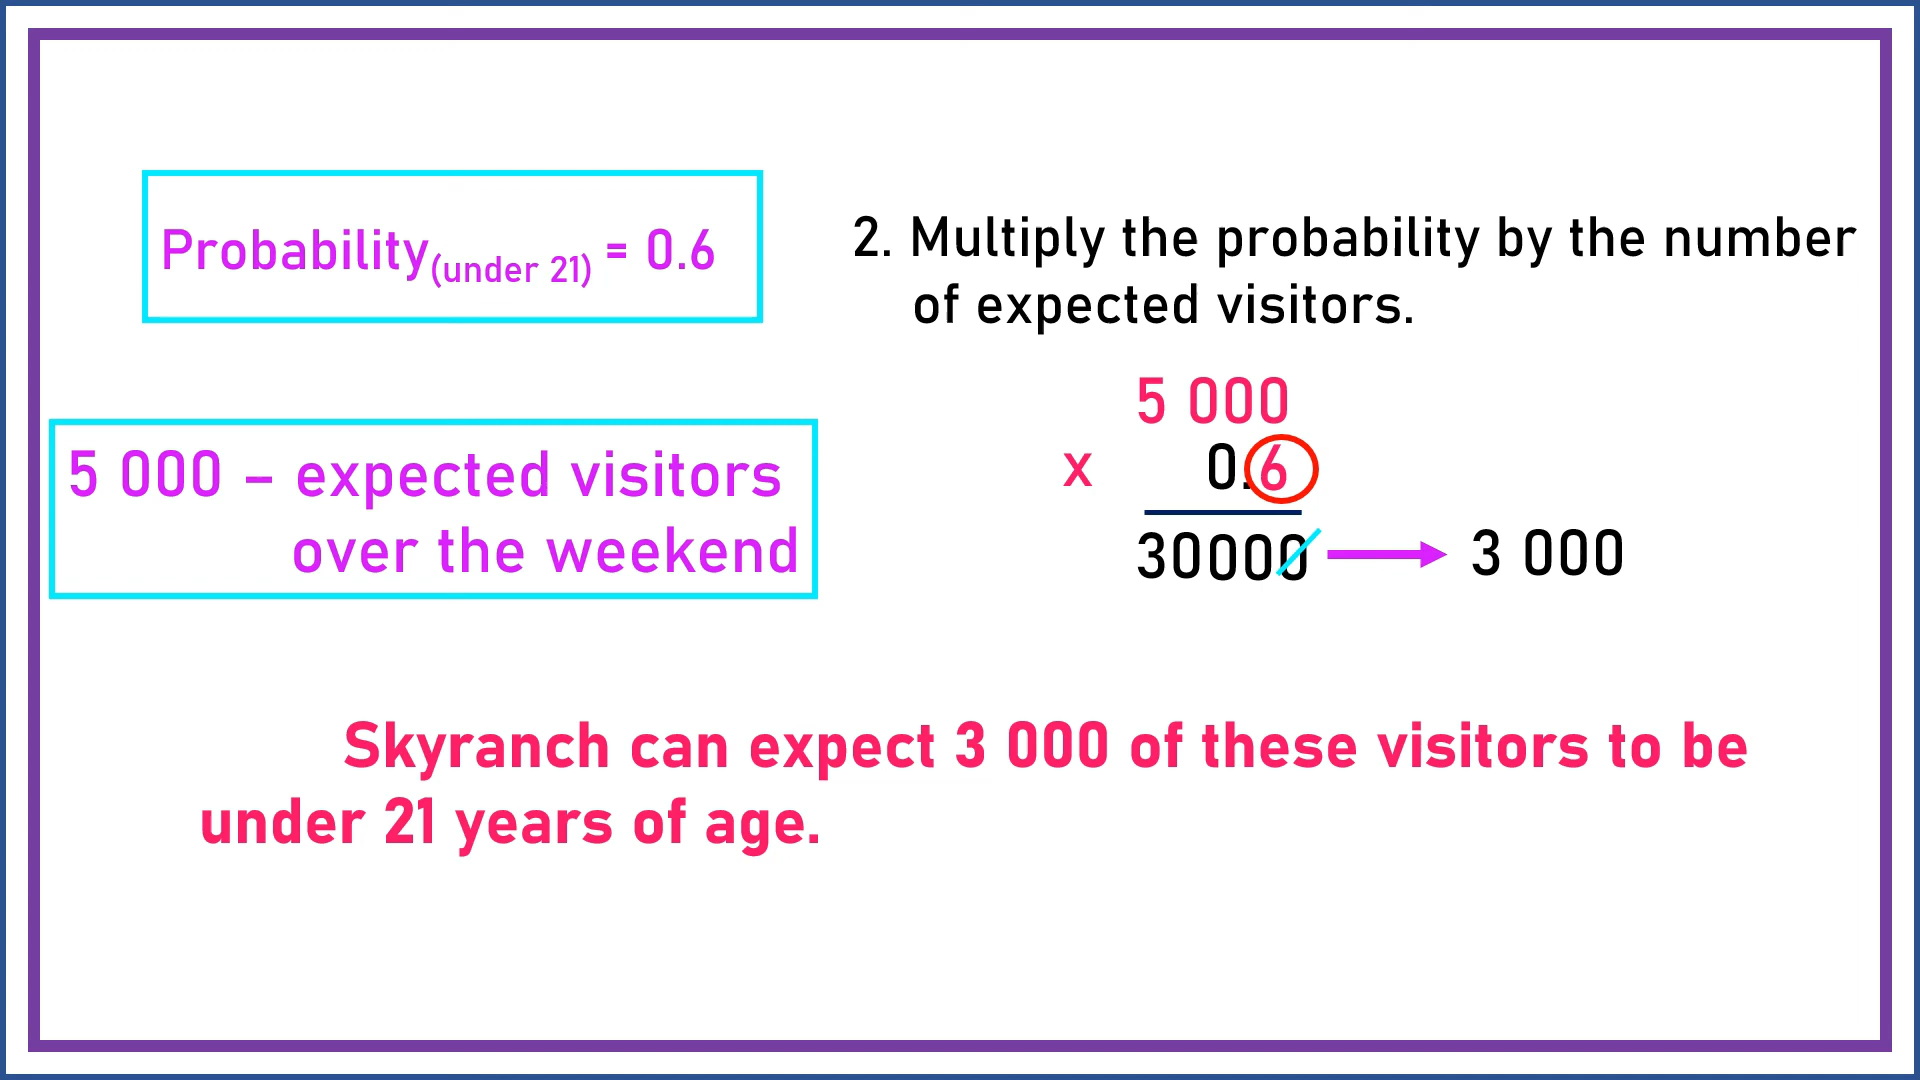 Probability(under 21) = 0.6
5 000 – expected visitors
over the weekend
2. Multiply the probability by the number
of expected visitors.
5 000
x 0.6
30000 3 000
Skyranch can expect 3 000 of these visitors to be
under 21 years of age.